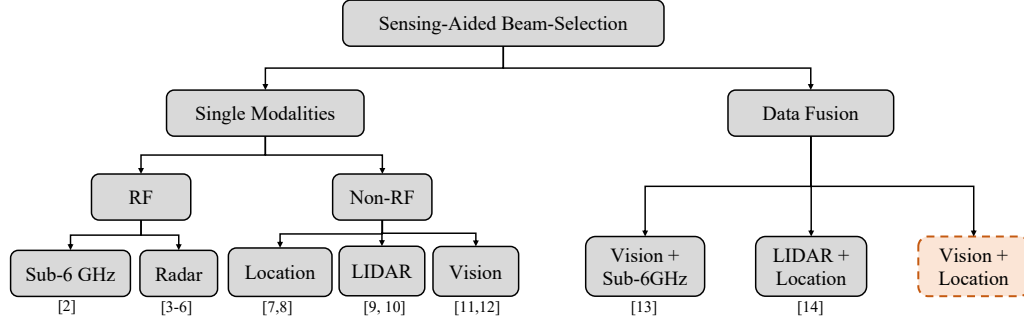 Sensing-Aided Beam-Selection
Single Modalities
Data Fusion
RF
Non-RF
Sub-6 GHz
Radar
Location
LIDAR
Vision
Vision +
Sub-6GHz
LIDAR +
Location
Vision +
Location
[2]
[3-6]
[7,8]
[9, 10]
[11,12]
[13]
[14]